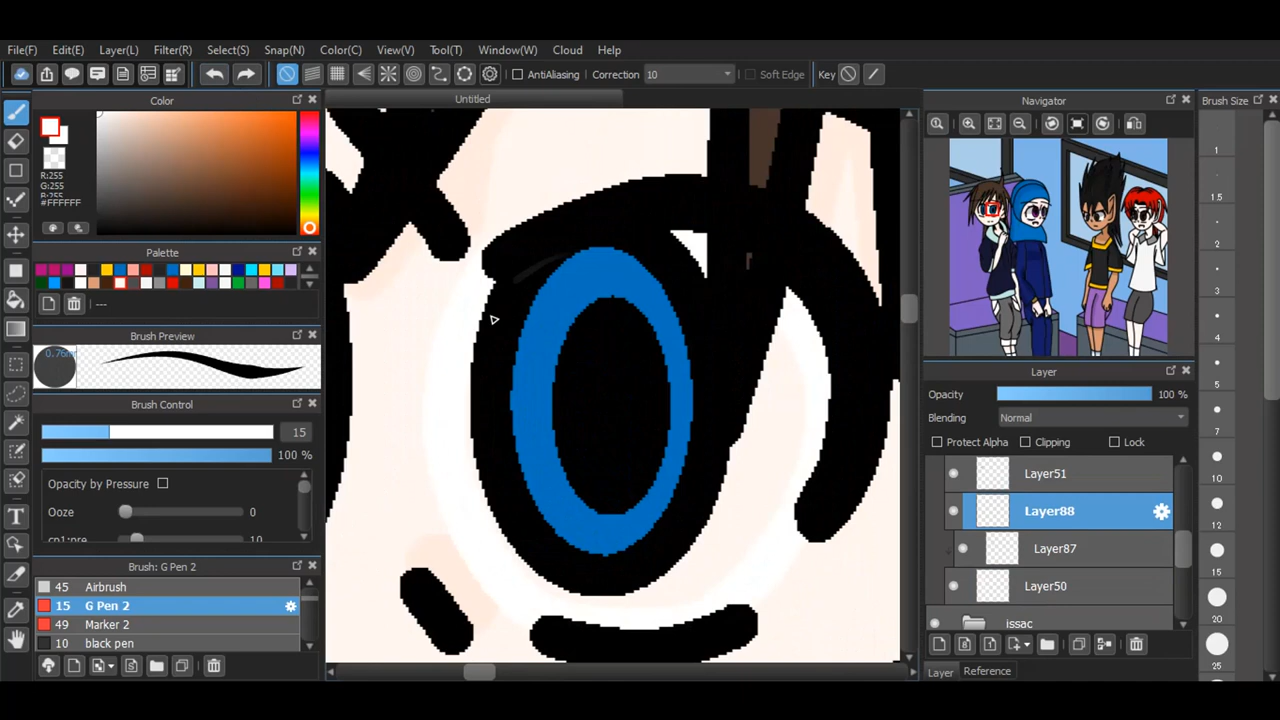 File(F) Edit(E) Layer(L) Filter(R) Select(S) Snap(N) Color(C) View(V) Tool(T) Window(W) Cloud Help
AntiAliasing Correction 10 Soft Edge Key
Color
R:255
G:255
B:255
#FFFFFF
Palette
---
Brush Preview
Brush Control
15
100 %
Opacity by Pressure
Ooze 0
Brush: G Pen 2
45 Airbrush
15 G Pen 2
49 Marker 2
10 black pen
Untitled
Navigator
Layer
Opacity 100 %
Blending Normal
Protect Alpha Clipping Lock
Layer51
Layer88
Layer87
Layer50
issac
Layer Reference
Brush Size
1
1.5
2
3
4
5
7
10
12
15
20
25